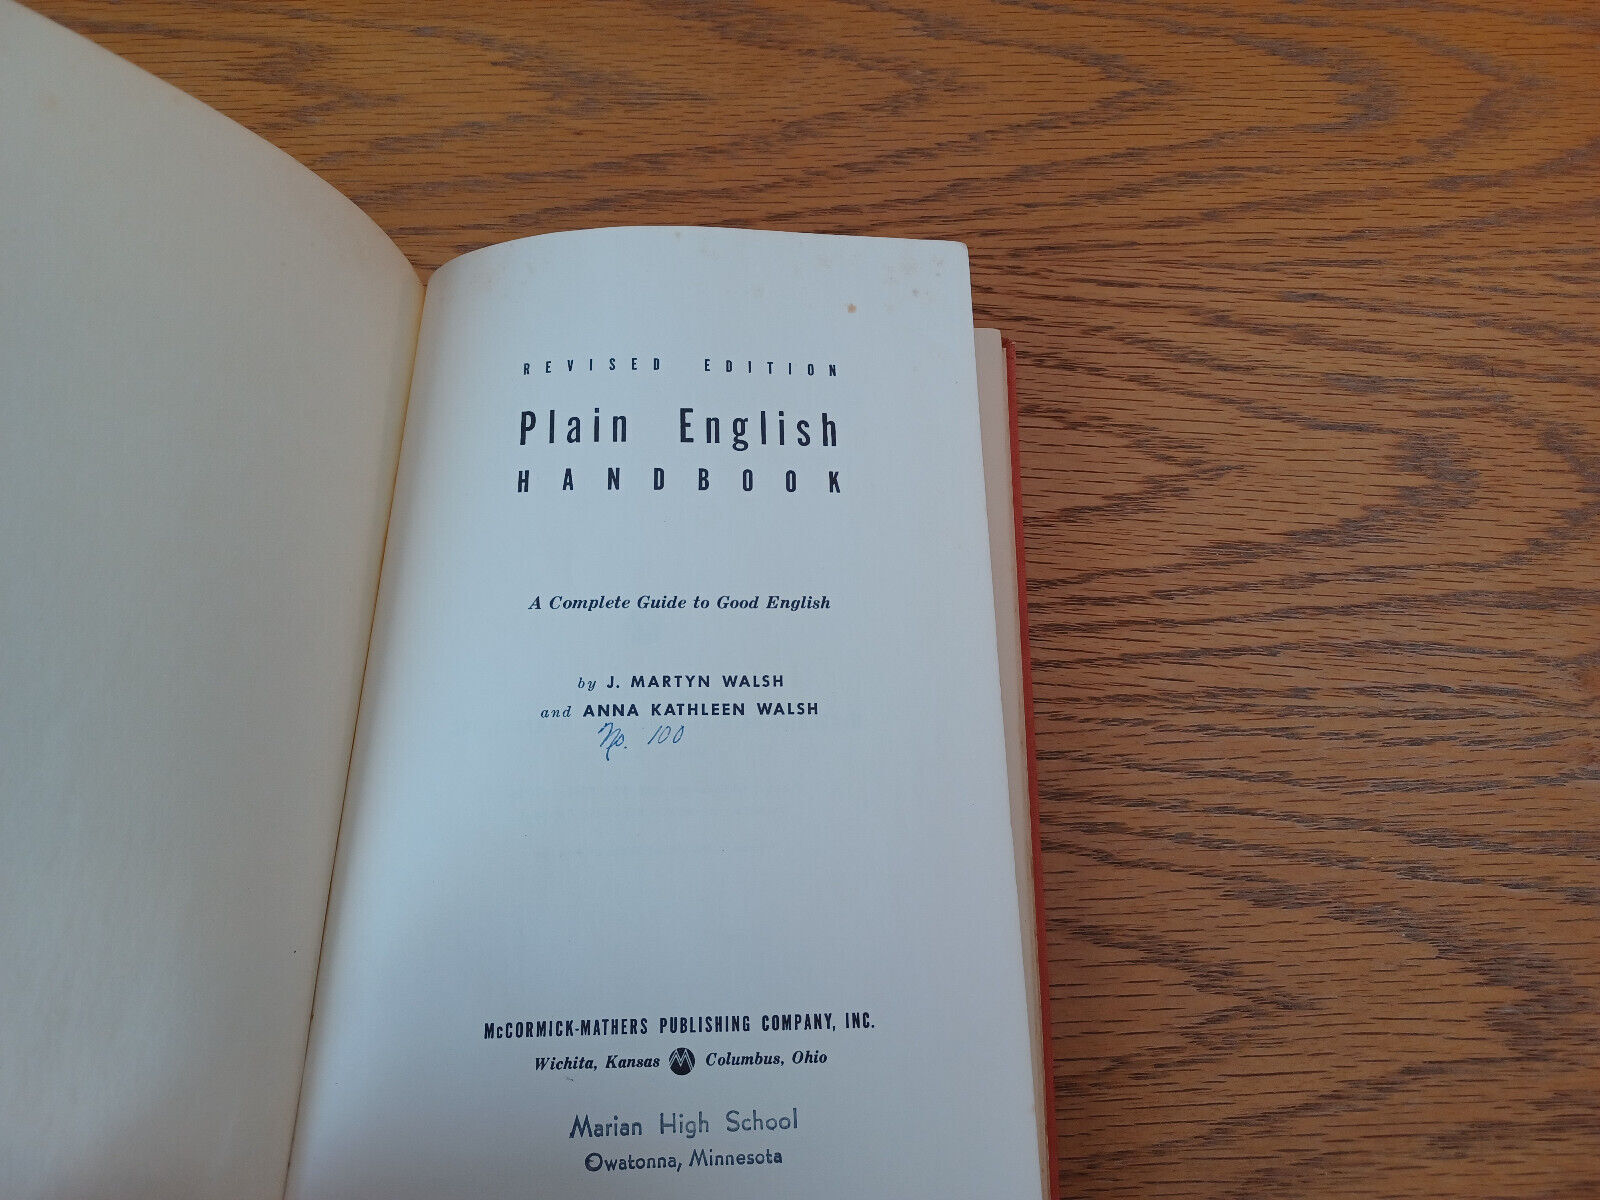 REVISED EDITION
Plain English
HANDBOOK
A Complete Guide to Good English
by J. MARTYN WALSH
and ANNA KATHLEEN WALSH
No. 100
McCORMICK-MATHERS PUBLISHING COMPANY, INC.
Wichita, Kansas M Columbus, Ohio
Marian High School
Owatonna, Minnesota